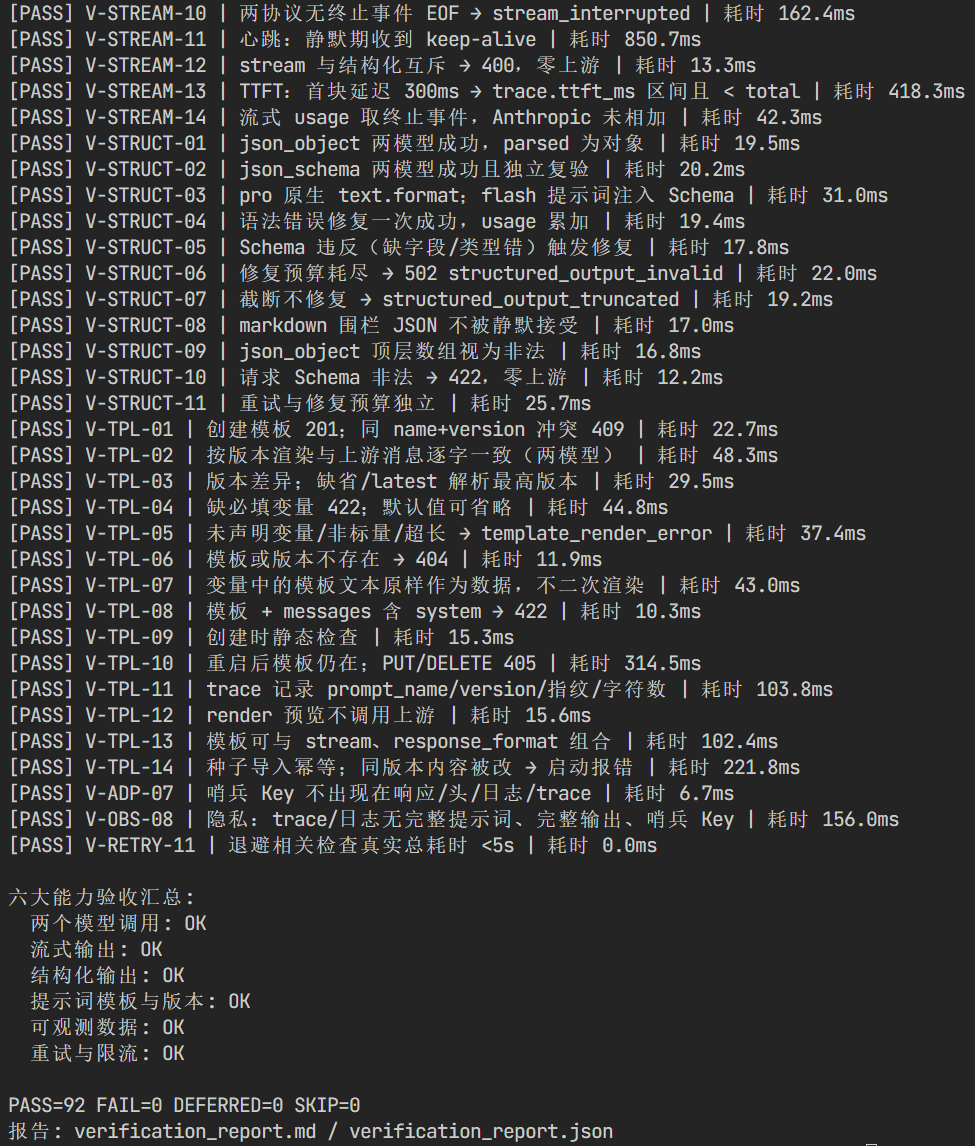 [PASS] V-STREAM-10 | 两协议无终止事件 EOF → stream_interrupted | 耗时 162.4ms
[PASS] V-STREAM-11 | 心跳：静默期收到 keep-alive | 耗时 850.7ms
[PASS] V-STREAM-12 | stream 与结构化互斥 → 400，零上游 | 耗时 13.3ms
[PASS] V-STREAM-13 | TTFT：首块延迟 300ms → trace.ttft_ms 区间且 < total | 耗时 418.3ms
[PASS] V-STREAM-14 | 流式 usage 取终止事件，Anthropic 未相加 | 耗时 42.3ms
[PASS] V-STRUCT-01 | json_object 两模型成功，parsed 为对象 | 耗时 19.5ms
[PASS] V-STRUCT-02 | json_schema 两模型成功且独立复验 | 耗时 20.2ms
[PASS] V-STRUCT-03 | pro 原生 text.format；flash 提示词注入 Schema | 耗时 31.0ms
[PASS] V-STRUCT-04 | 语法错误修复一次成功，usage 累加 | 耗时 19.4ms
[PASS] V-STRUCT-05 | Schema 违反（缺字段/类型错）触发修复 | 耗时 17.8ms
[PASS] V-STRUCT-06 | 修复预算耗尽 → 502 structured_output_invalid | 耗时 22.0ms
[PASS] V-STRUCT-07 | 截断不修复 → structured_output_truncated | 耗时 19.2ms
[PASS] V-STRUCT-08 | markdown 围栏 JSON 不被静默接受 | 耗时 17.0ms
[PASS] V-STRUCT-09 | json_object 顶层数组视为非法 | 耗时 16.8ms
[PASS] V-STRUCT-10 | 请求 Schema 非法 → 422，零上游 | 耗时 12.2ms
[PASS] V-STRUCT-11 | 重试与修复预算独立 | 耗时 25.7ms
[PASS] V-TPL-01 | 创建模板 201；同 name+version 冲突 409 | 耗时 22.7ms
[PASS] V-TPL-02 | 按版本渲染与上游消息逐字一致（两模型） | 耗时 48.3ms
[PASS] V-TPL-03 | 版本差异；缺省/latest 解析最高版本 | 耗时 29.5ms
[PASS] V-TPL-04 | 缺必填变量 422；默认值可省略 | 耗时 44.8ms
[PASS] V-TPL-05 | 未声明变量/非标量/超长 → template_render_error | 耗时 37.4ms
[PASS] V-TPL-06 | 模板或版本不存在 → 404 | 耗时 11.9ms
[PASS] V-TPL-07 | 变量中的模板文本原样作为数据，不二次渲染 | 耗时 43.0ms
[PASS] V-TPL-08 | 模板 + messages 含 system → 422 | 耗时 10.3ms
[PASS] V-TPL-09 | 创建时静态检查 | 耗时 15.3ms
[PASS] V-TPL-10 | 重启后模板仍在；PUT/DELETE 405 | 耗时 314.5ms
[PASS] V-TPL-11 | trace 记录 prompt_name/version/指纹/字符数 | 耗时 103.8ms
[PASS] V-TPL-12 | render 预览不调用上游 | 耗时 15.6ms
[PASS] V-TPL-13 | 模板可与 stream、response_format 组合 | 耗时 102.4ms
[PASS] V-TPL-14 | 种子导入幂等；同版本内容被改 → 启动报错 | 耗时 221.8ms
[PASS] V-ADP-07 | 哨兵 Key 不出现在响应/头/日志/trace | 耗时 6.7ms
[PASS] V-OBS-08 | 隐私：trace/日志无完整提示词、完整输出、哨兵 Key | 耗时 156.0ms
[PASS] V-RETRY-11 | 退避相关检查真实总耗时 <5s | 耗时 0.0ms
六大能力验收汇总：
两个模型调用：OK
流式输出：OK
结构化输出：OK
提示词模板与版本：OK
可观测数据：OK
重试与限流：OK
PASS=92 FAIL=0 DEFERRED=0 SKIP=0
报告：verification_report.md / verification_report.json